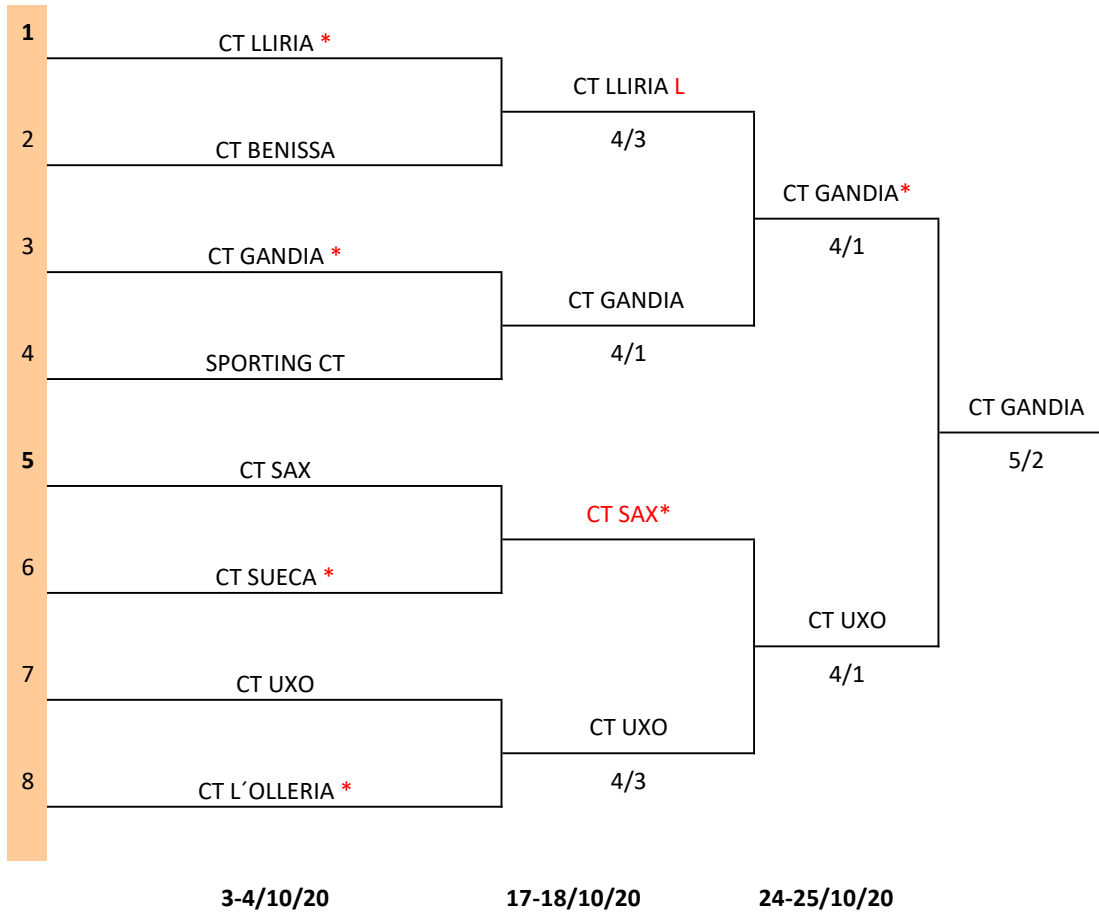 1
CT LLIRIA *
CT LLIRIA L
2
4/3
CT BENISSA
CT GANDIA*
3
4/1
CT GANDIA *
CT GANDIA
4
4/1
SPORTING CT
CT GANDIA
5
5/2
CT SAX
CT SAX*
6
CT SUECA *
CT UXO
7
4/1
CT UXO
CT UXO
8
4/3
CT L´OLLERIA *
3-4/10/20 17-18/10/20 24-25/10/20